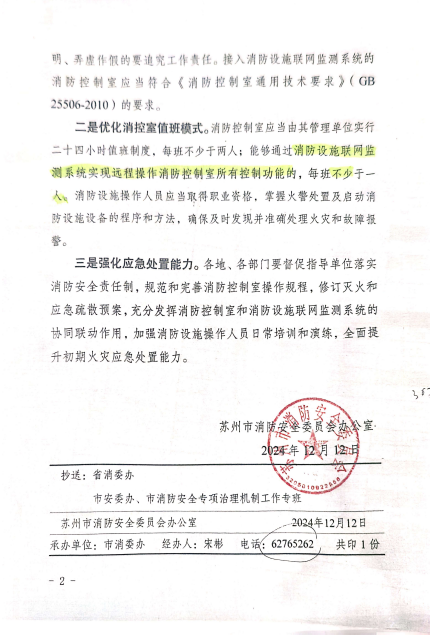 明、弄虚作假的要追究工作责任。接入消防设施联网监测系统的
消防控制室应当符合《消防控制室通用技术要求》（GB
25506-2010）的要求。
二是优化消控室值班模式。消防控制室应当由其管理单位实行
二十四小时值班制度，每班不少于两人；能够通过消防设施联网监
测系统实现远程操作消防控制室所有控制功能的，每班不少于一
人。消防设施操作人员应当取得职业资格，掌握火警处置及启动消
防设施设备的程序和方法，确保及时发现并准确处理火灾和故障报
警。
三是强化应急处置能力。各地、各部门要督促指导单位落实
消防安全责任制，规范和完善消防控制室操作规程，修订灭火和
应急疏散预案，充分发挥消防控制室和消防设施联网监测系统的
协同联动作用，加强消防设施操作人员日常培训和演练，全面提
升初期火灾应急处置能力。
苏州市消防安全委员会办公室
2024年12月12日
抄送：省消委办
市安委办、市消防安全专项治理机制工作专班
苏州市消防安全委员会办公室 2024年12月12日
承办单位：市消委办 经办人：宋彬 电话：62765262 共印1份
- 2 -